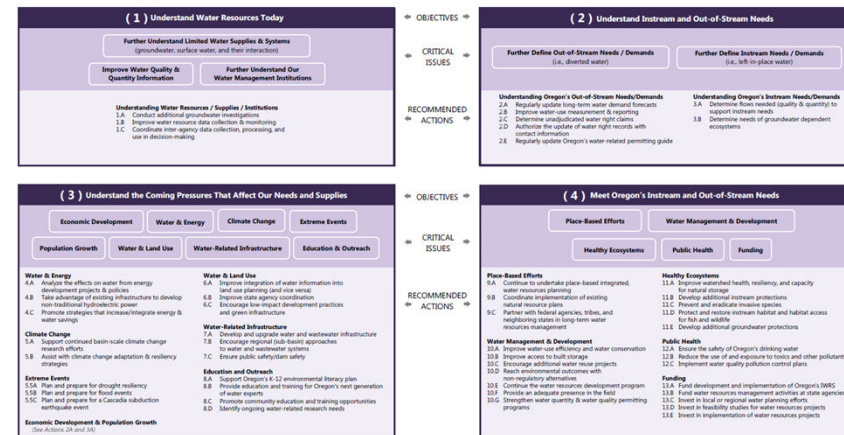 ( 1 ) Understand Water Resources Today
Further Understand Limited Water Supplies & Systems
(groundwater, surface water, and their interaction)
Improve Water Quality &
Quantity Information
Further Understand Our
Water Management Institutions
Understanding Water Resources / Supplies / Institutions
1.A Conduct additional groundwater investigations
1.B Improve water resource data collection & monitoring
1.C Coordinate inter-agency data collection, processing, and
use in decision-making
OBJECTIVES
CRITICAL
ISSUES
RECOMMENDED
ACTIONS
( 2 ) Understand Instream and Out-of-Stream Needs
Further Define Out-of-Stream Needs / Demands
(i.e., diverted water)
Further Define Instream Needs / Demands
(i.e., left-in-place water)
Understanding Oregon's Out-of-Stream Needs/Demands
2.A Regularly update long-term water demand forecasts
2.B Improve water-use measurement & reporting
2.C Determine unadjudicated water right claims
2.D Authorize the update of water right records with
contact information
2.E Regularly update Oregon's water-related permitting guide
Understanding Oregon's Instream Needs/Demands
3.A Determine flows needed (quality & quantity) to
support instream needs
3.B Determine needs of groundwater dependent
ecosystems
( 3 ) Understand the Coming Pressures That Affect Our Needs and Supplies
Economic Development
Water & Energy
Climate Change
Extreme Events
Population Growth
Water & Land Use
Water-Related Infrastructure
Education & Outreach
Water & Energy
4.A Analyze the effects on water from energy
development projects & policies
4.B Take advantage of existing infrastructure to develop
non-traditional hydroelectric power
4.C Promote strategies that increase/integrate energy &
water savings
Climate Change
5.A Support continued basin-scale climate change
research efforts
5.B Assist with climate change adaptation & resiliency
strategies
Extreme Events
5.5A Plan and prepare for drought resiliency
5.5B Plan and prepare for flood events
5.5C Plan and prepare for a Cascadia subduction
earthquake event
Economic Development & Population Growth
(See Actions 2A and 3A)
Water & Land Use
6.A Improve integration of water information into
land use planning (and vice versa)
6.B Improve state agency coordination
6.C Encourage low-impact development practices
and green infrastructure
Water-Related Infrastructure
7.A Develop and upgrade water and wastewater infrastructure
7.B Encourage regional (sub-basin) approaches
to water and wastewater systems
7.C Ensure public safety/dam safety
Education and Outreach
8.A Support Oregon's K-12 environmental literacy plan
8.B Provide education and training for Oregon's next generation
of water experts
8.C Promote community education and training opportunities
8.D Identify ongoing water-related research needs
OBJECTIVES
CRITICAL
ISSUES
RECOMMENDED
ACTIONS
( 4 ) Meet Oregon's Instream and Out-of-Stream Needs
Place-Based Efforts
Water Management & Development
Healthy Ecosystems
Public Health
Funding
Place-Based Efforts
9.A Continue to undertake place-based integrated,
water resources planning
9.B Coordinate implementation of existing
natural resource plans
9.C Partner with federal agencies, tribes, and
neighboring states in long-term water
resources management
Water Management & Development
10.A Improve water-use efficiency and water conservation
10.B Improve access to built storage
10.C Encourage additional water reuse projects
10.D Reach environmental outcomes with
non-regulatory alternatives
10.E Continue the water resources development program
10.F Provide an adequate presence in the field
10.G Strengthen water quantity & water quality permitting
programs
Healthy Ecosystems
11.A Improve watershed health, resiliency, and capacity
for natural storage
11.B Develop additional instream protections
11.C Prevent and eradicate invasive species
11.D Protect and restore instream habitat and habitat access
for fish and wildlife
11.E Develop additional groundwater protections
Public Health
12.A Ensure the safety of Oregon's drinking water
12.B Reduce the use of and exposure to toxics and other pollutants
12.C Implement water quality pollution control plans
Funding
13.A Fund development and implementation of Oregon's IWRS
13.B Fund water resources management activities at state agencies
13.C Invest in local or regional water planning efforts
13.D Invest in feasibility studies for water resources projects
13.E Invest in implementation of water resources projects